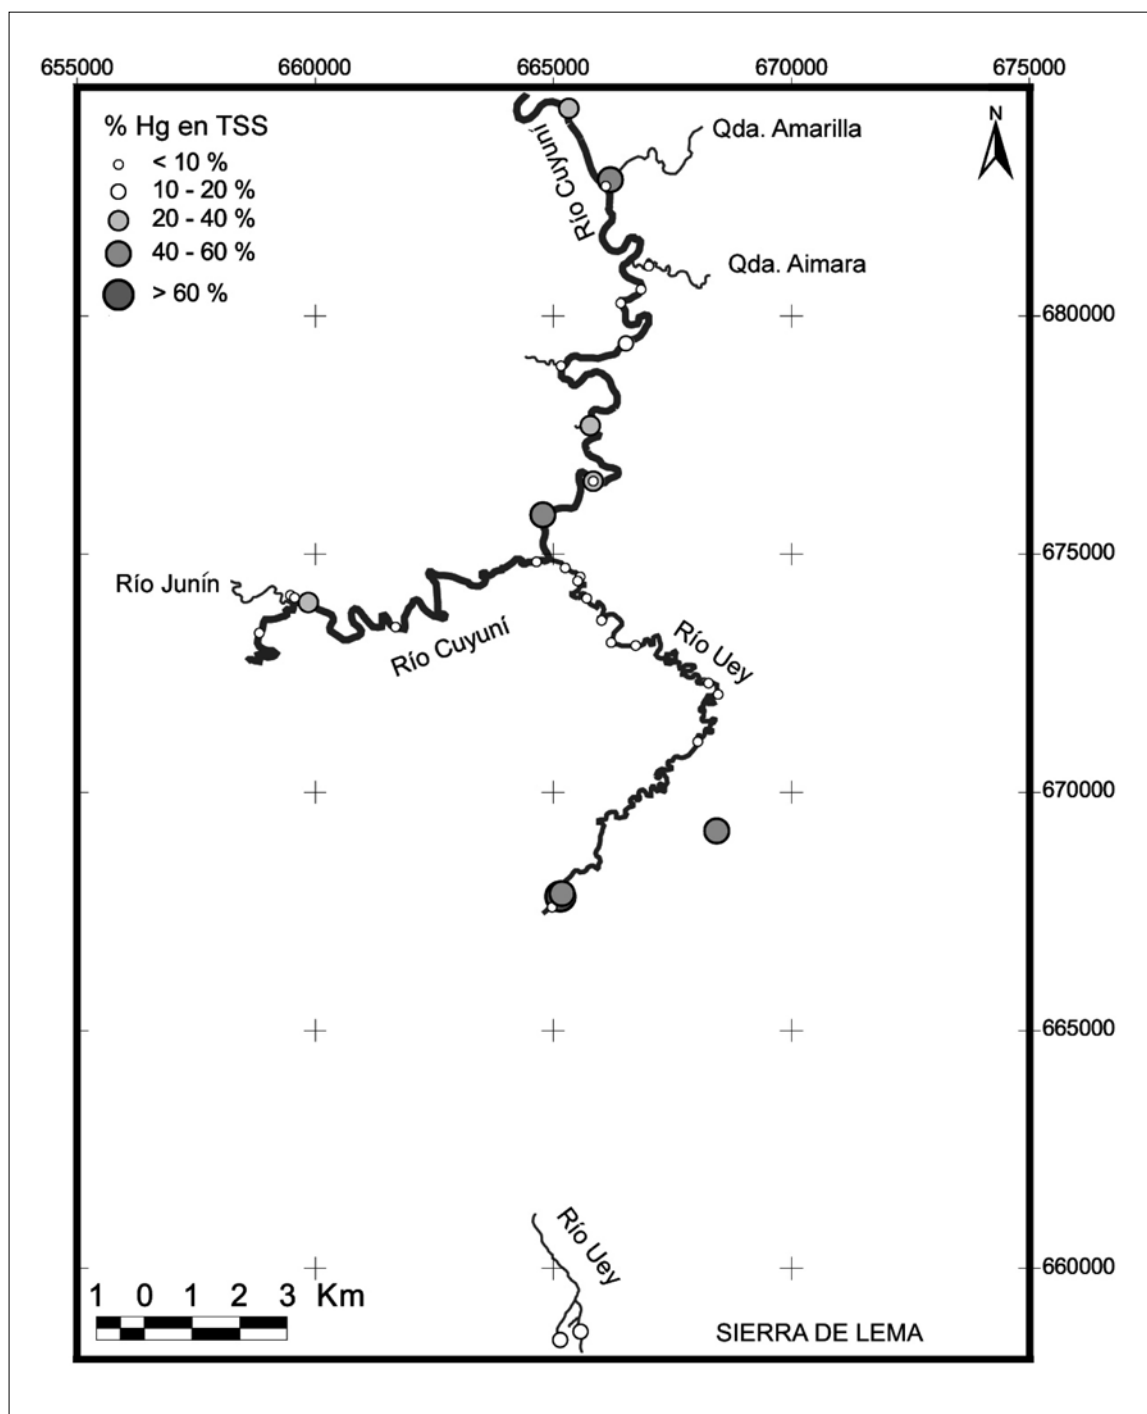 655000 660000 665000 670000 675000
% Hg en TSS
< 10 %
10 - 20 %
20 - 40 %
40 - 60 %
> 60 %
N
Qda. Amarilla
Río Cuyuní
Qda. Aimara
680000
675000
Río Junín
Río Cuyuní
Río Uey
670000
665000
Río Uey
660000
1 0 1 2 3 Km
SIERRA DE LEMA